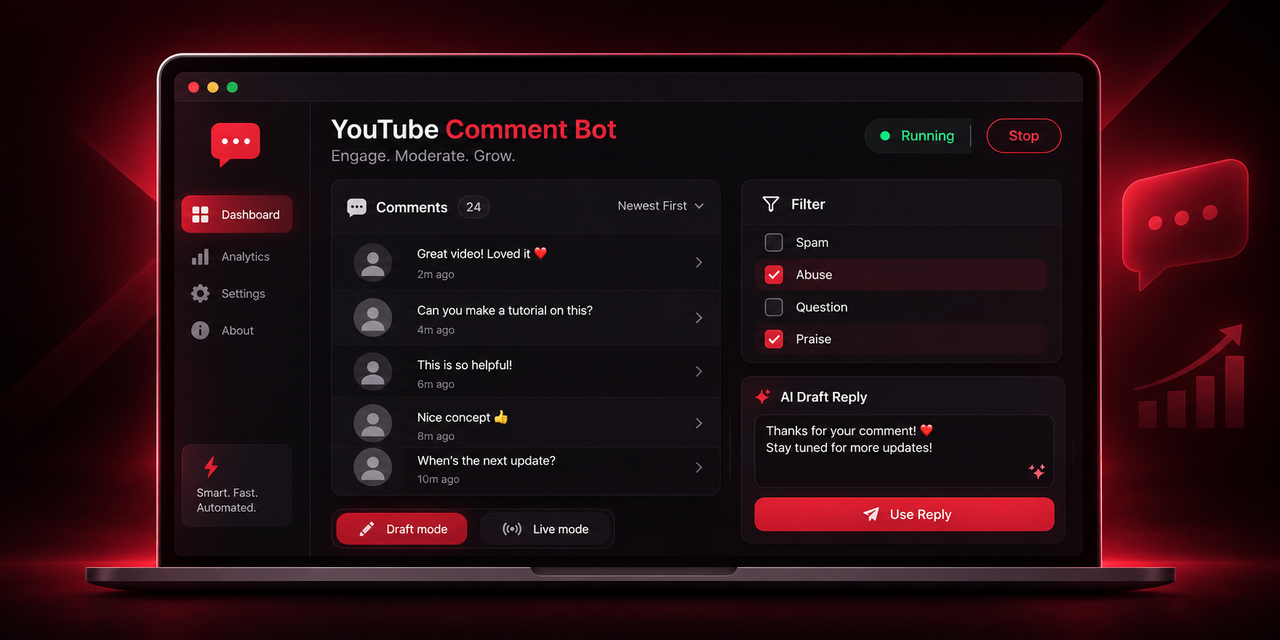 YouTube Comment Bot
Engage. Moderate. Grow.
Running
Stop
Dashboard
Analytics
Settings
About
Smart. Fast.
Automated.
Comments 24
Newest First
Great video! Loved it ❤️
2m ago
Can you make a tutorial on this?
4m ago
This is so helpful!
6m ago
Nice concept 👍
8m ago
When's the next update?
10m ago
Draft mode
Live mode
Filter
Spam
Abuse
Question
Praise
AI Draft Reply
Thanks for your comment! ❤️
Stay tuned for more updates!
Use Reply